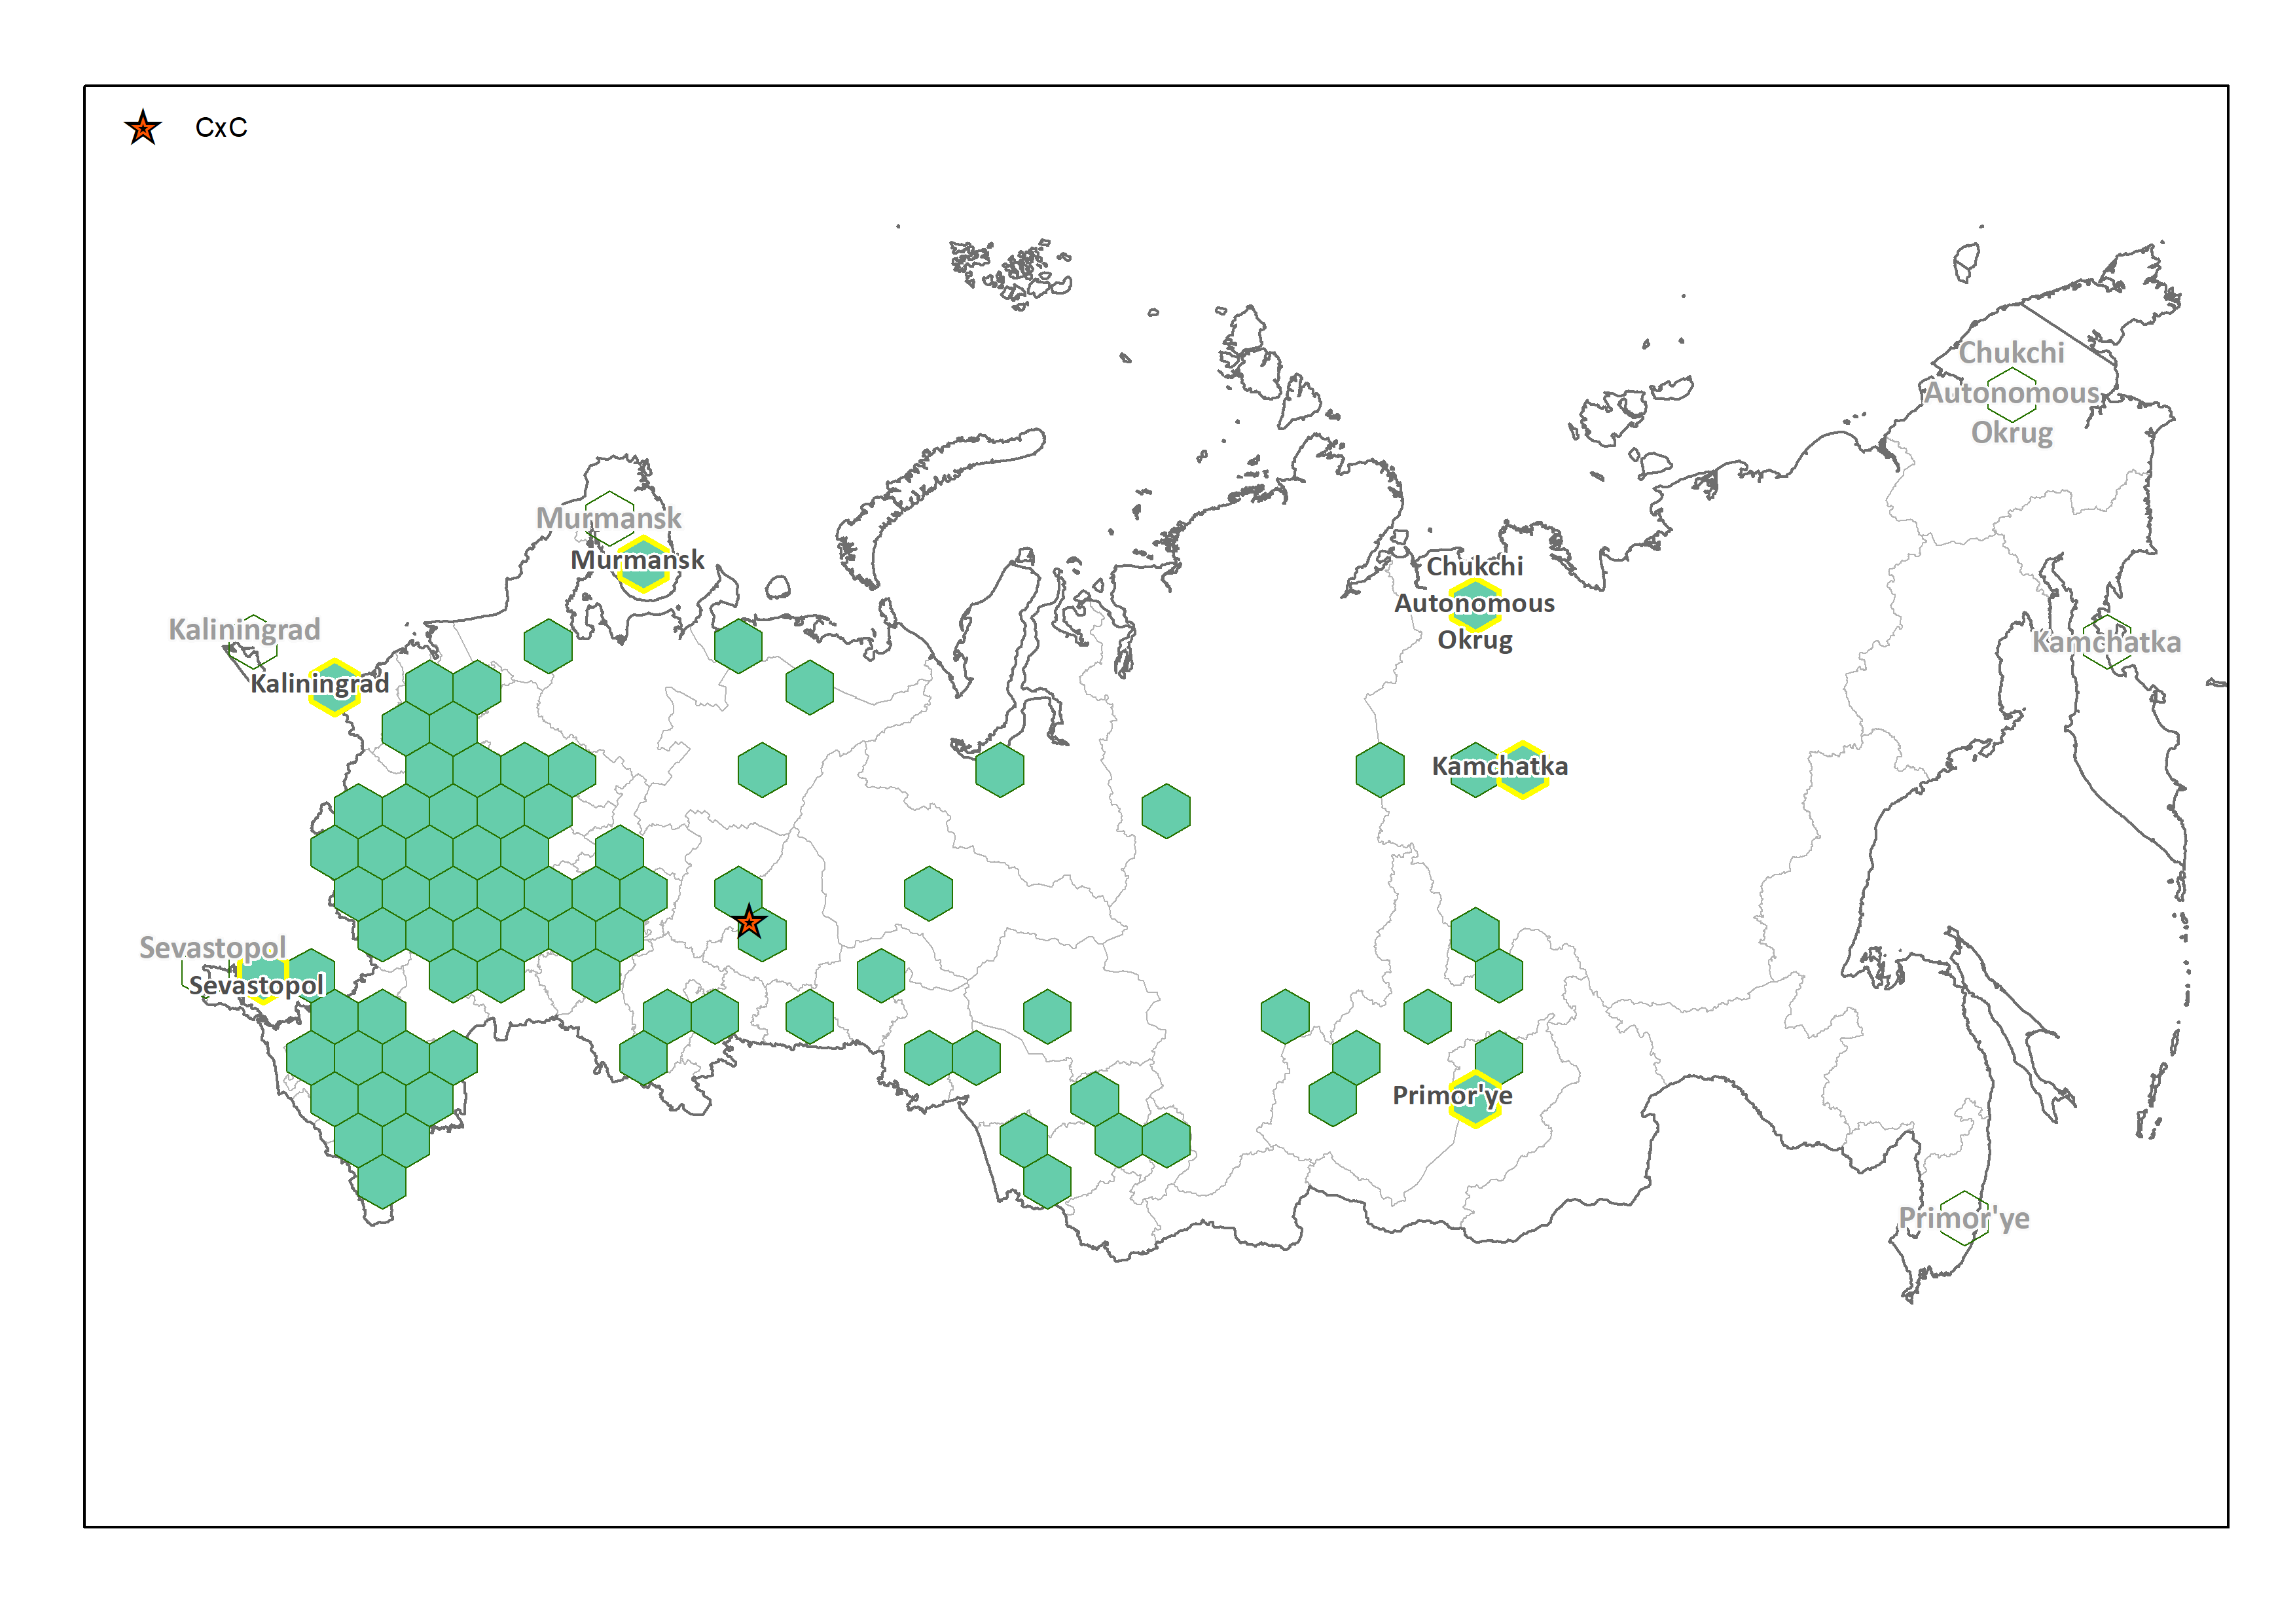 CxC
Chukchi
Autonomous
Okrug
Murmansk
Murmansk
Chukchi
Autonomous
Okrug
Kaliningrad
Kamchatka
Kaliningrad
Kamchatka
Sevastopol
Sevastopol
Primor'ye
Primor'ye